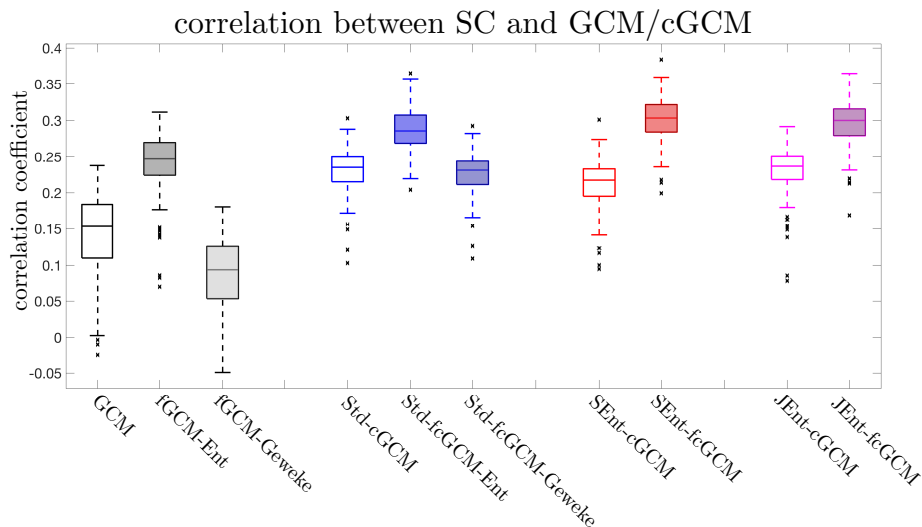 correlation between SC and GCM/cGCM
correlation coefficient
0.4
0.35
0.3
0.25
0.2
0.15
0.1
0.05
0
-0.05
GCM
fGCM-Ent
fGCM-Geweke
Std-cGCM
Std-fcGCM-Ent
Std-fcGCM-Geweke
SEnt-cGCM
SEnt-fcGCM
JEnt-cGCM
JEnt-fcGCM